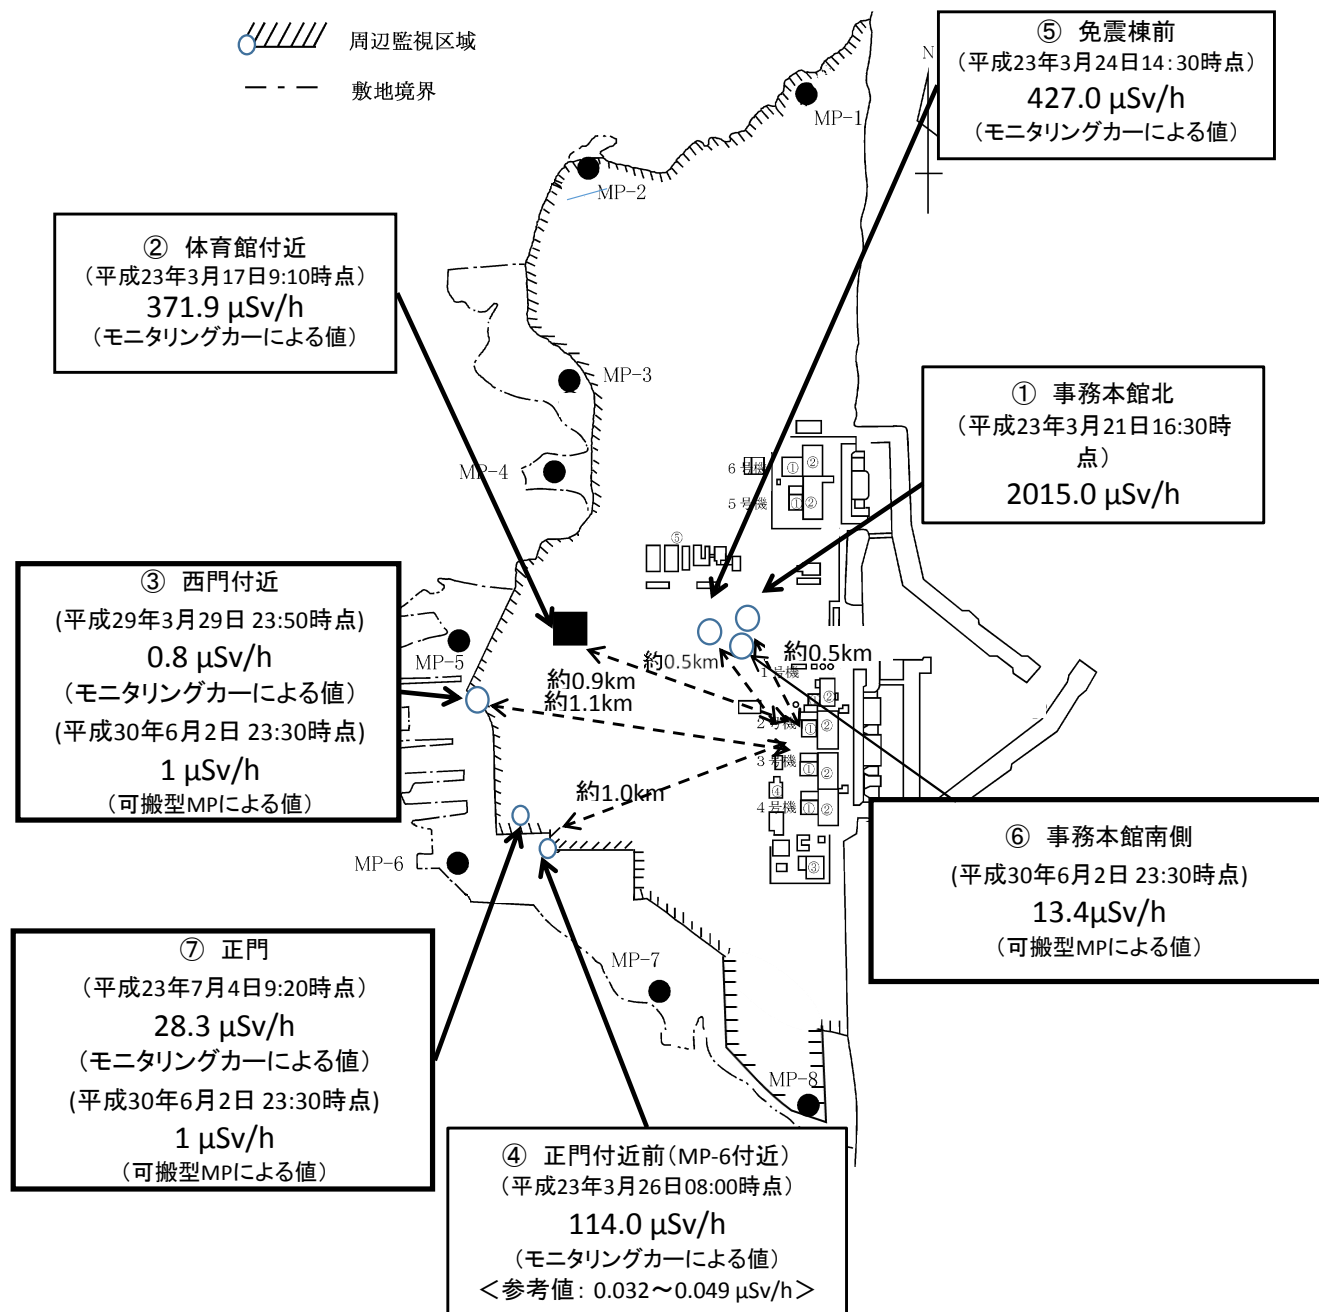 周辺監視区域
敷地境界
N
⑤ 免震棟前
(平成23年3月24日14:30時点)
427.0 μSv/h
(モニタリングカーによる値)
MP-1
MP-2
② 体育館付近
(平成23年3月17日9:10時点)
371.9 μSv/h
(モニタリングカーによる値)
MP-3
MP-4
① 事務本館北
(平成23年3月21日16:30時
点)
2015.0 μSv/h
6号機
① ②
5号機
① ②
⑤
③ 西門付近
(平成29年3月29日 23:50時点)
0.8 μSv/h
(モニタリングカーによる値)
(平成30年6月2日 23:30時点)
1 μSv/h
(可搬型MPによる値)
MP-5
約0.9km
約1.1km
約0.5km
約0.5km
1号機
②
2号機
① ②
3号機
① ②
④
4号機
① ②
③
約1.0km
MP-6
⑥ 事務本館南側
(平成30年6月2日 23:30時点)
13.4μSv/h
(可搬型MPによる値)
⑦ 正門
(平成23年7月4日9:20時点)
28.3 μSv/h
(モニタリングカーによる値)
(平成30年6月2日 23:30時点)
1 μSv/h
(可搬型MPによる値)
MP-7
MP-8
④ 正門付近前(MP-6付近)
(平成23年3月26日08:00時点)
114.0 μSv/h
(モニタリングカーによる値)
<参考値: 0.032～0.049 μSv/h>